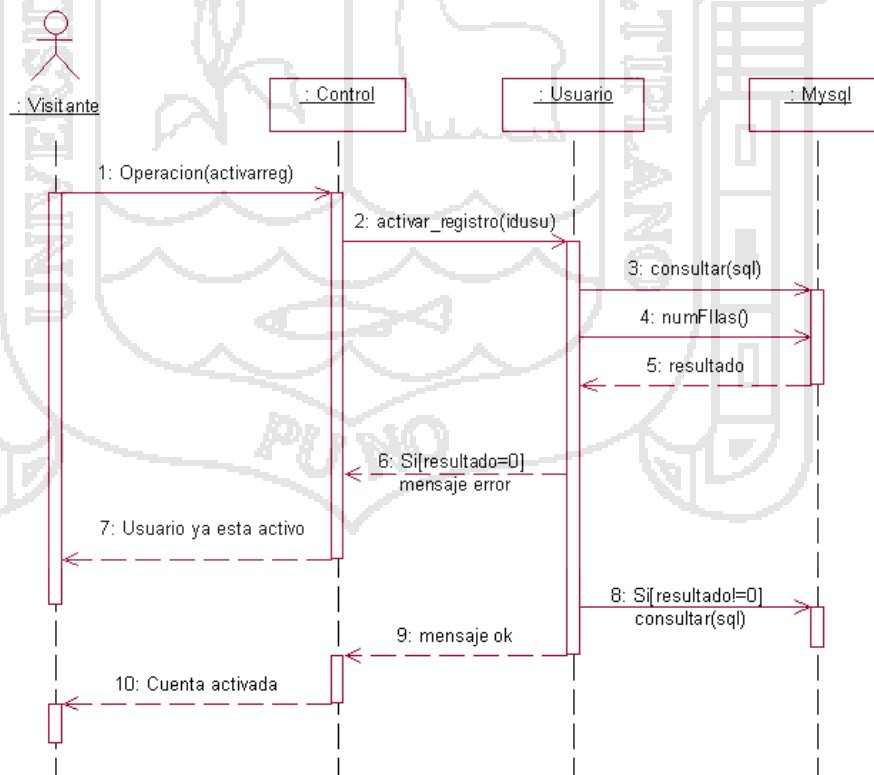 : Visitante
: Control
: Usuario
: Mysql
1: Operacion(activarreg)
2: activar_registro(idusu)
3: consultar(sql)
4: numFIlas()
5: resultado
6: Si[resultado=0]
mensaje error
7: Usuario ya esta activo
8: Si[resultado!=0]
consultar(sql)
9: mensaje ok
10: Cuenta activada
PUNO